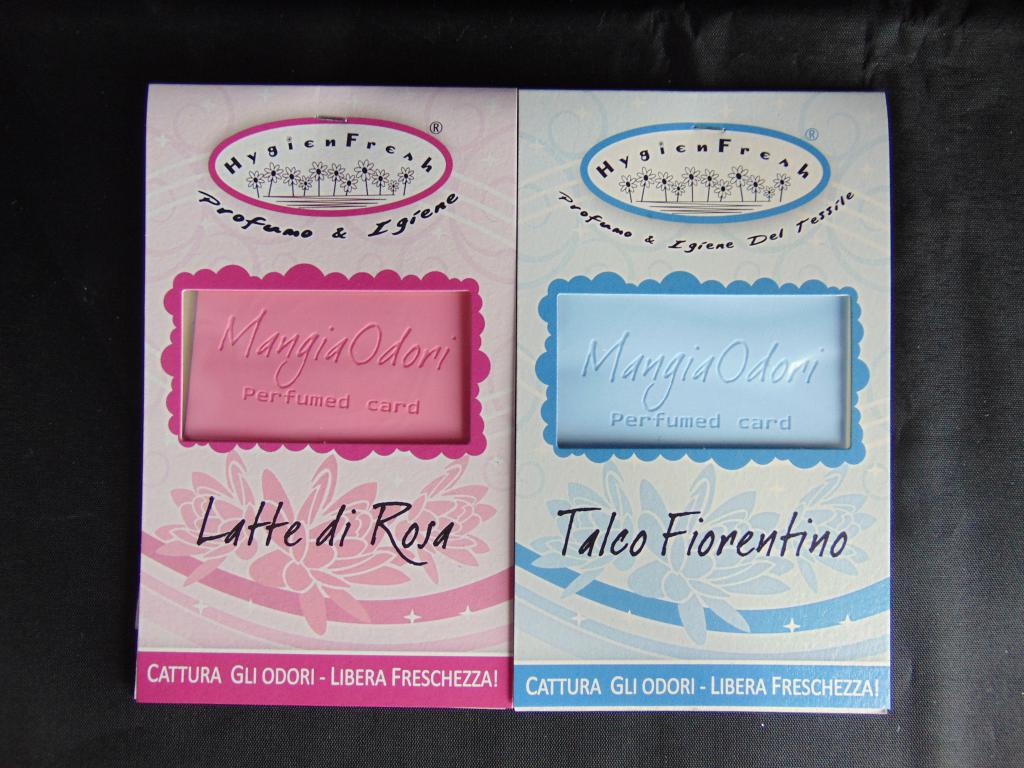 HygienFresh ®
Profumo & Igiene
MangiaOdori
Perfumed card
Latte di Rosa
CATTURA GLI ODORI - LIBERA FRESCHEZZA!
HygienFresh ®
Profumo & Igiene Del Tessile
MangiaOdori
Perfumed card
Talco Fiorentino
CATTURA GLI ODORI - LIBERA FRESCHEZZA!